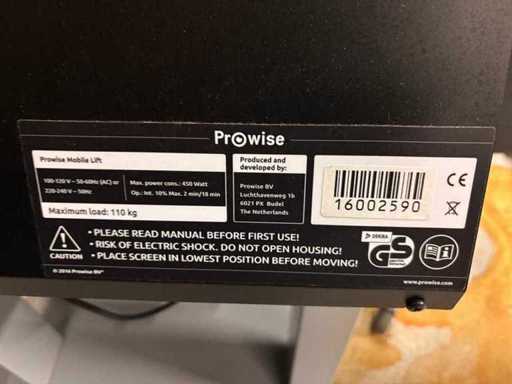 Prowise
Prowise Mobile Lift
100-120 V ~ 50-60Hz (AC) or
220-240 V ~ 50Hz
Max. power cons.: 450 Watt
Op.: Int. 10% Max. 2 min/18 min
Maximum load: 110 kg
Produced and
developed by:
Prowise BV
Luchthavenweg 1b
6021 PX Budel
The Netherlands
16002590
CE
CAUTION
• PLEASE READ MANUAL BEFORE FIRST USE!
• RISK OF ELECTRIC SHOCK. DO NOT OPEN HOUSING!
• PLACE SCREEN IN LOWEST POSITION BEFORE MOVING!
DEKRA
GS
© 2016 Prowise BV
www.prowise.com